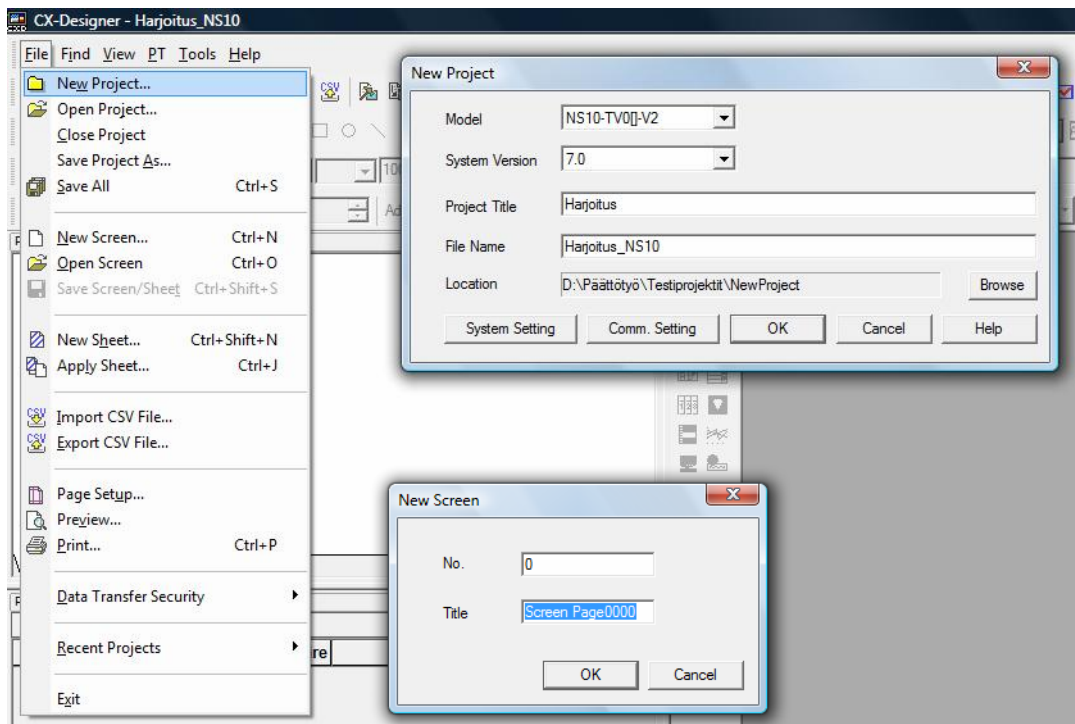 CX-Designer - Harjoitus_NS10
File Find View PT Tools Help
New Project...
Open Project...
Close Project
Save Project As...
Save All Ctrl+S
New Screen... Ctrl+N
Open Screen Ctrl+O
Save Screen/Sheet Ctrl+Shift+S
New Sheet... Ctrl+Shift+N
Apply Sheet... Ctrl+J
Import CSV File...
Export CSV File...
Page Setup...
Preview...
Print... Ctrl+P
Data Transfer Security
Recent Projects
Exit
New Project
Model NS10-TV0[]-V2
System Version 7.0
Project Title Harjoitus
File Name Harjoitus_NS10
Location D:\Päättötyö\Testiprojektit\NewProject Browse
System Setting Comm. Setting OK Cancel Help
New Screen
No. 0
Title Screen Page0000
OK Cancel